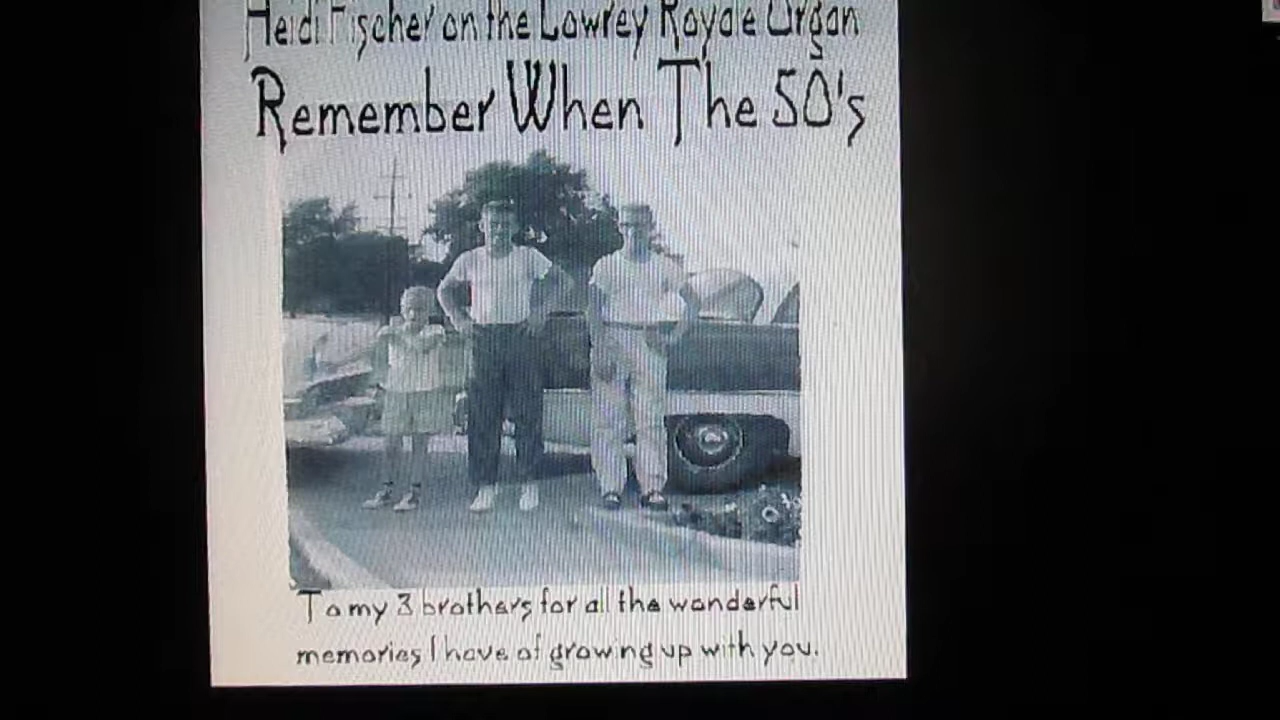 Heidi Fischer on the Lowrey Royale Organ
Remember When The 50's
To my 3 brothers for all the wonderful
memories I have of growing up with you.